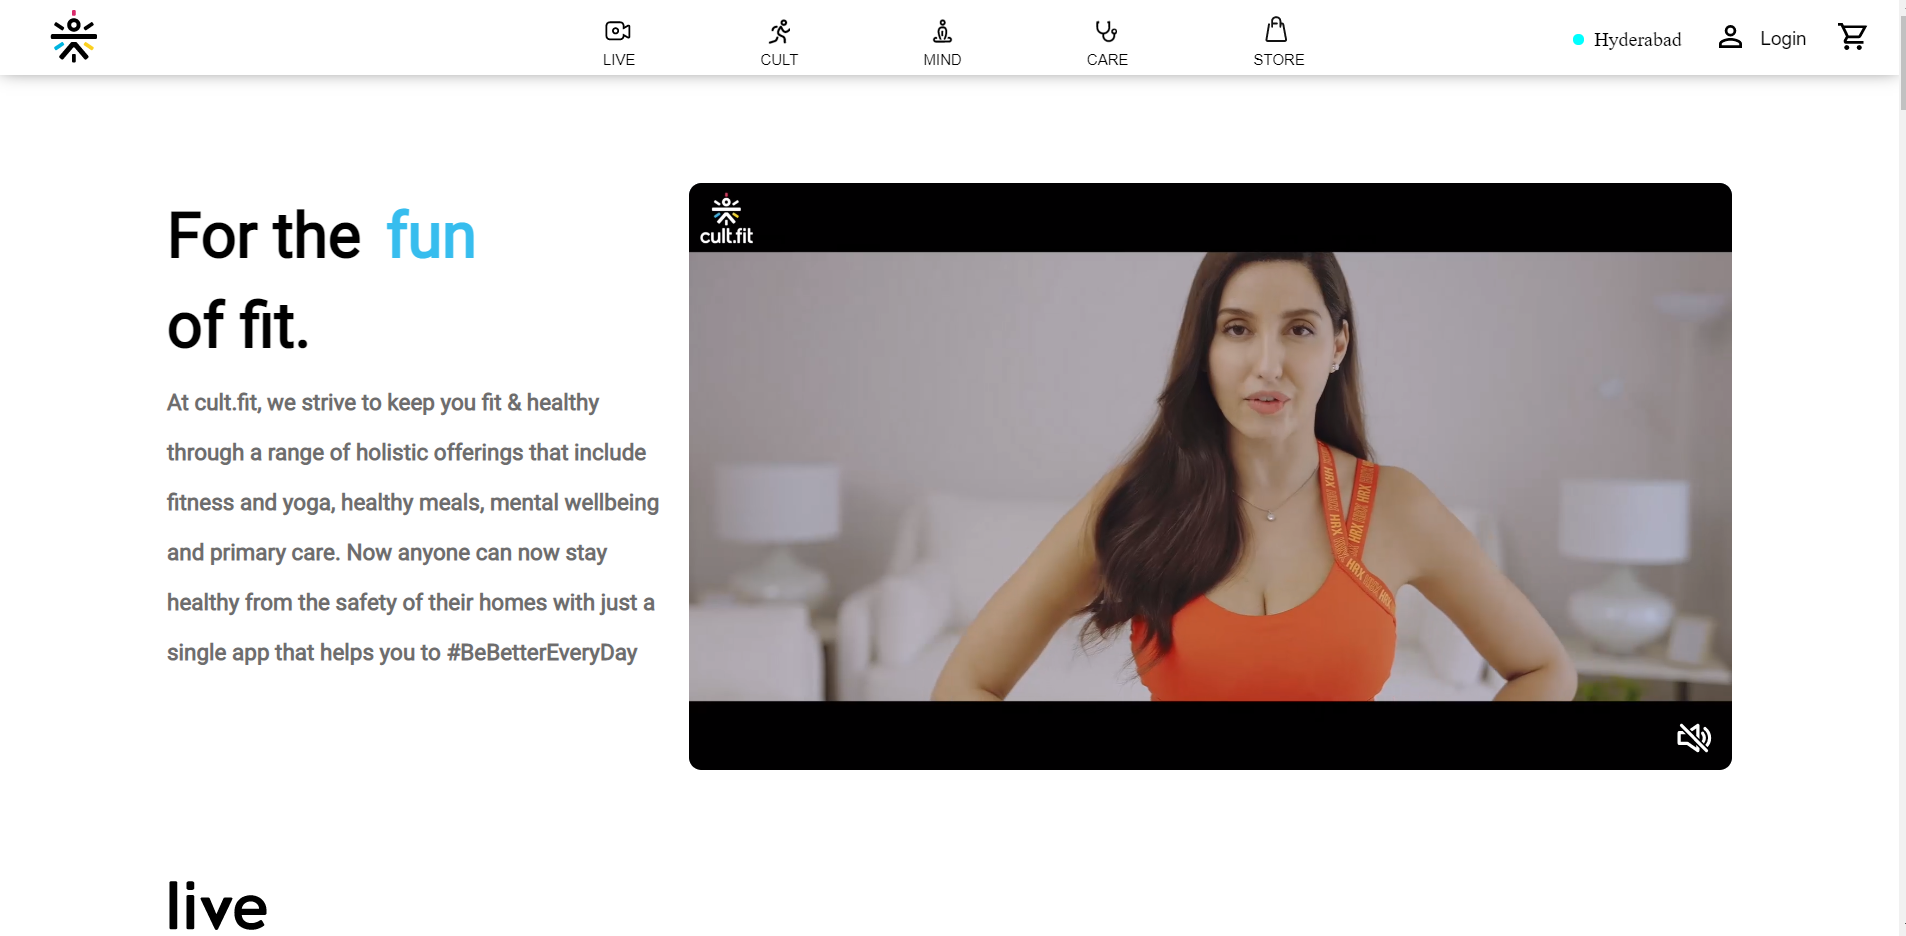 LIVE
CULT
MIND
CARE
STORE
Hyderabad
Login
For the fun
of fit.
At cult.fit, we strive to keep you fit & healthy
through a range of holistic offerings that include
fitness and yoga, healthy meals, mental wellbeing
and primary care. Now anyone can now stay
healthy from the safety of their homes with just a
single app that helps you to #BeBetterEveryDay
cult.fit
HRX
HRX
HRX
HRX
HRX
HRX
live